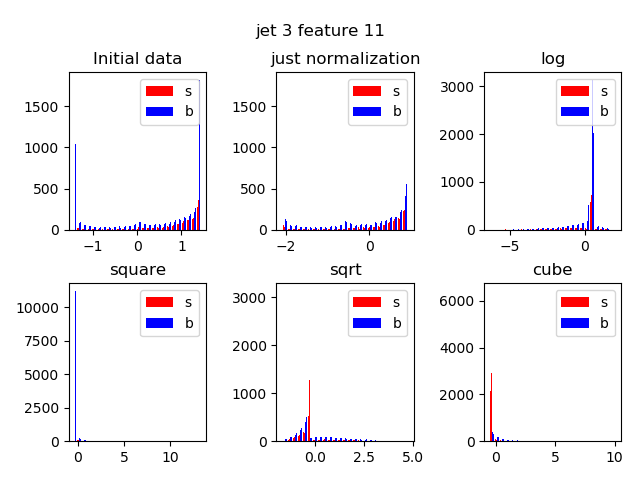 jet 3 feature 11
Initial data
just normalization
log
s
b
s
b
s
b
1500
1000
500
0
−1
0
1
1500
1000
500
0
−2
0
3000
2000
1000
0
−5
0
square
sqrt
cube
s
b
s
b
s
b
10000
7500
5000
2500
0
0
5
10
3000
2000
1000
0
0.0
2.5
5.0
6000
4000
2000
0
0
5
10